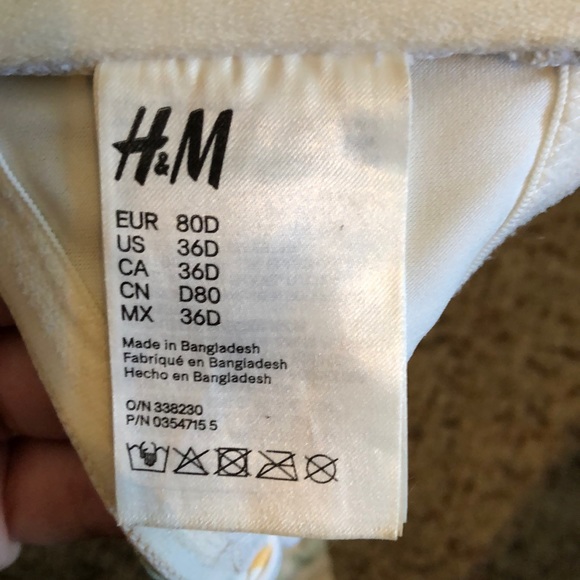 H&M
EUR 80D
US 36D
CA 36D
CN D80
MX 36D
Made in Bangladesh
Fabriqué en Bangladesh
Hecho en Bangladesh
O/N 338230
P/N 0354715 5